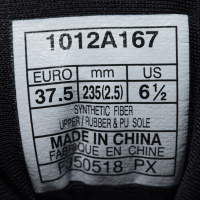 1012A167
EURO mm US
37.5 235(2.5) 6½
SYNTHETIC FIBER
UPPER / RUBBER & PU SOLE
MADE IN CHINA
FABRIQUE EN CHINE
PX